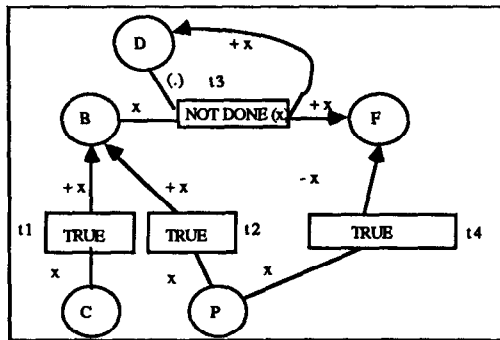 D
+ x
(.)
t3
B
x
NOT DONE (x)
+ x
F
+ x
+ x
- x
t1
TRUE
TRUE
t2
TRUE
t4
x
x
x
C
P